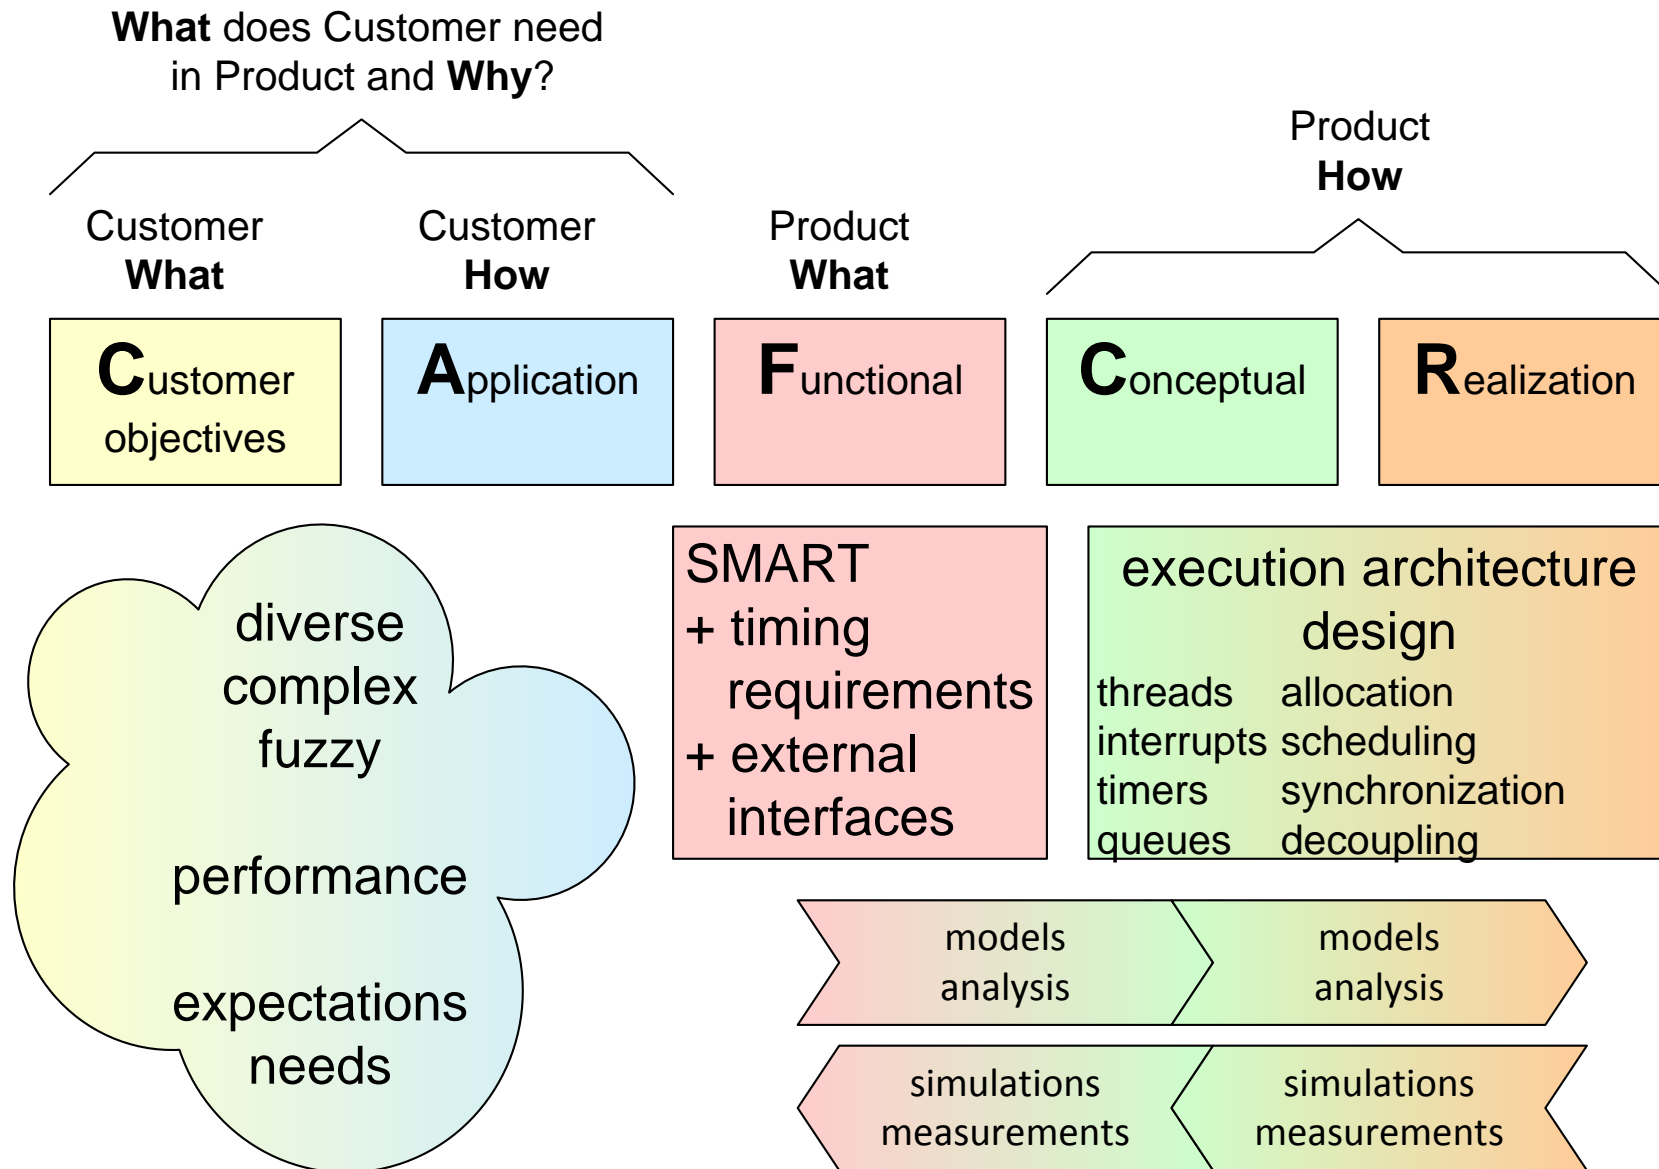 What does Customer need
in Product and Why?
Product
How
Customer
What
Customer
How
Product
What
Customer
objectives
Application
Functional
Conceptual
Realization
diverse
complex
fuzzy
performance
expectations
needs
SMART
+ timing
requirements
+ external
interfaces
execution architecture
design
threads allocation
interrupts scheduling
timers synchronization
queues decoupling
models
analysis
models
analysis
simulations
measurements
simulations
measurements